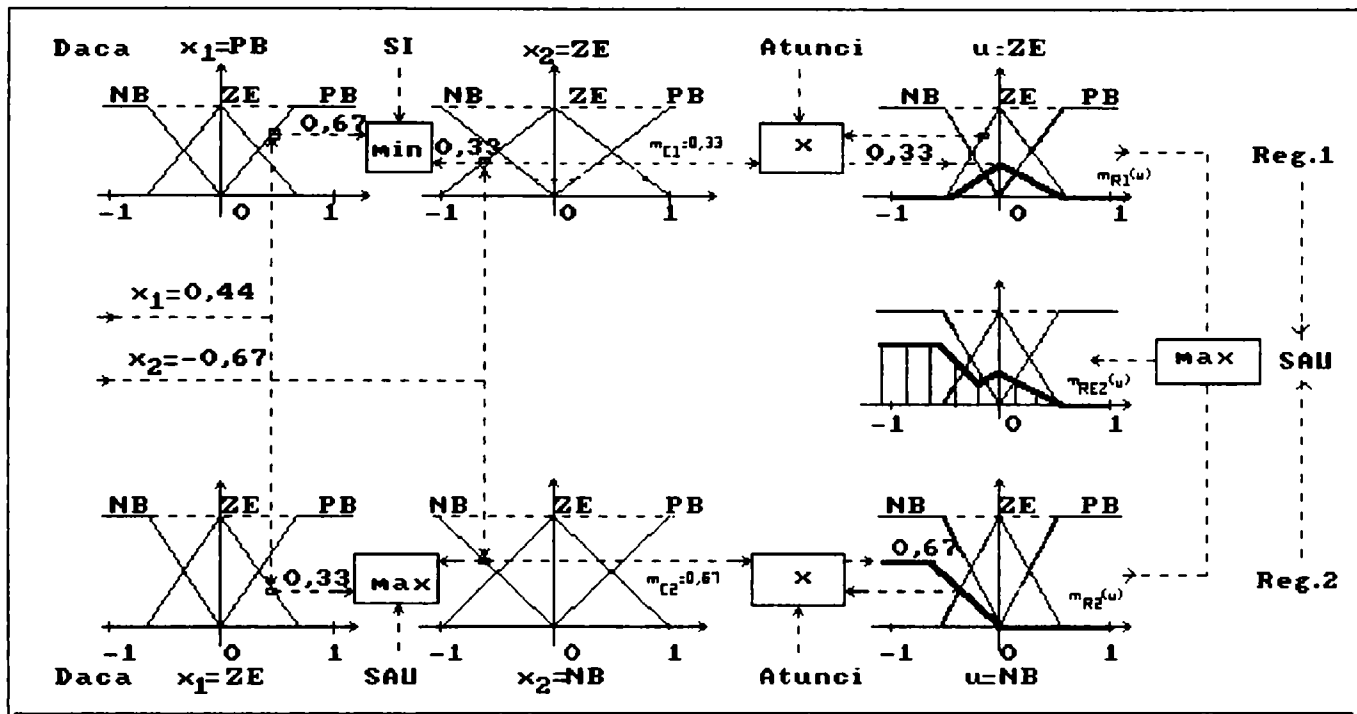 Daca x1=PB SI x2=ZE Atunci u=ZE
NB ZE PB NB ZE PB NB ZE PB
0,67 min 0,33 mC1=0,33 x 0,33 mR1(u) Reg.1
-1 0 1 -1 0 1 -1 0 1
x1=0,44
x2=-0,67
max SAU
mRE2(u)
-1 0 1
NB ZE PB NB ZE PB NB ZE PB
0,33 max mC2=0,67 x 0,67 mR2(u) Reg.2
-1 0 1 -1 0 1 -1 0 1
Daca x1=ZE SAU x2=NB Atunci u=NB